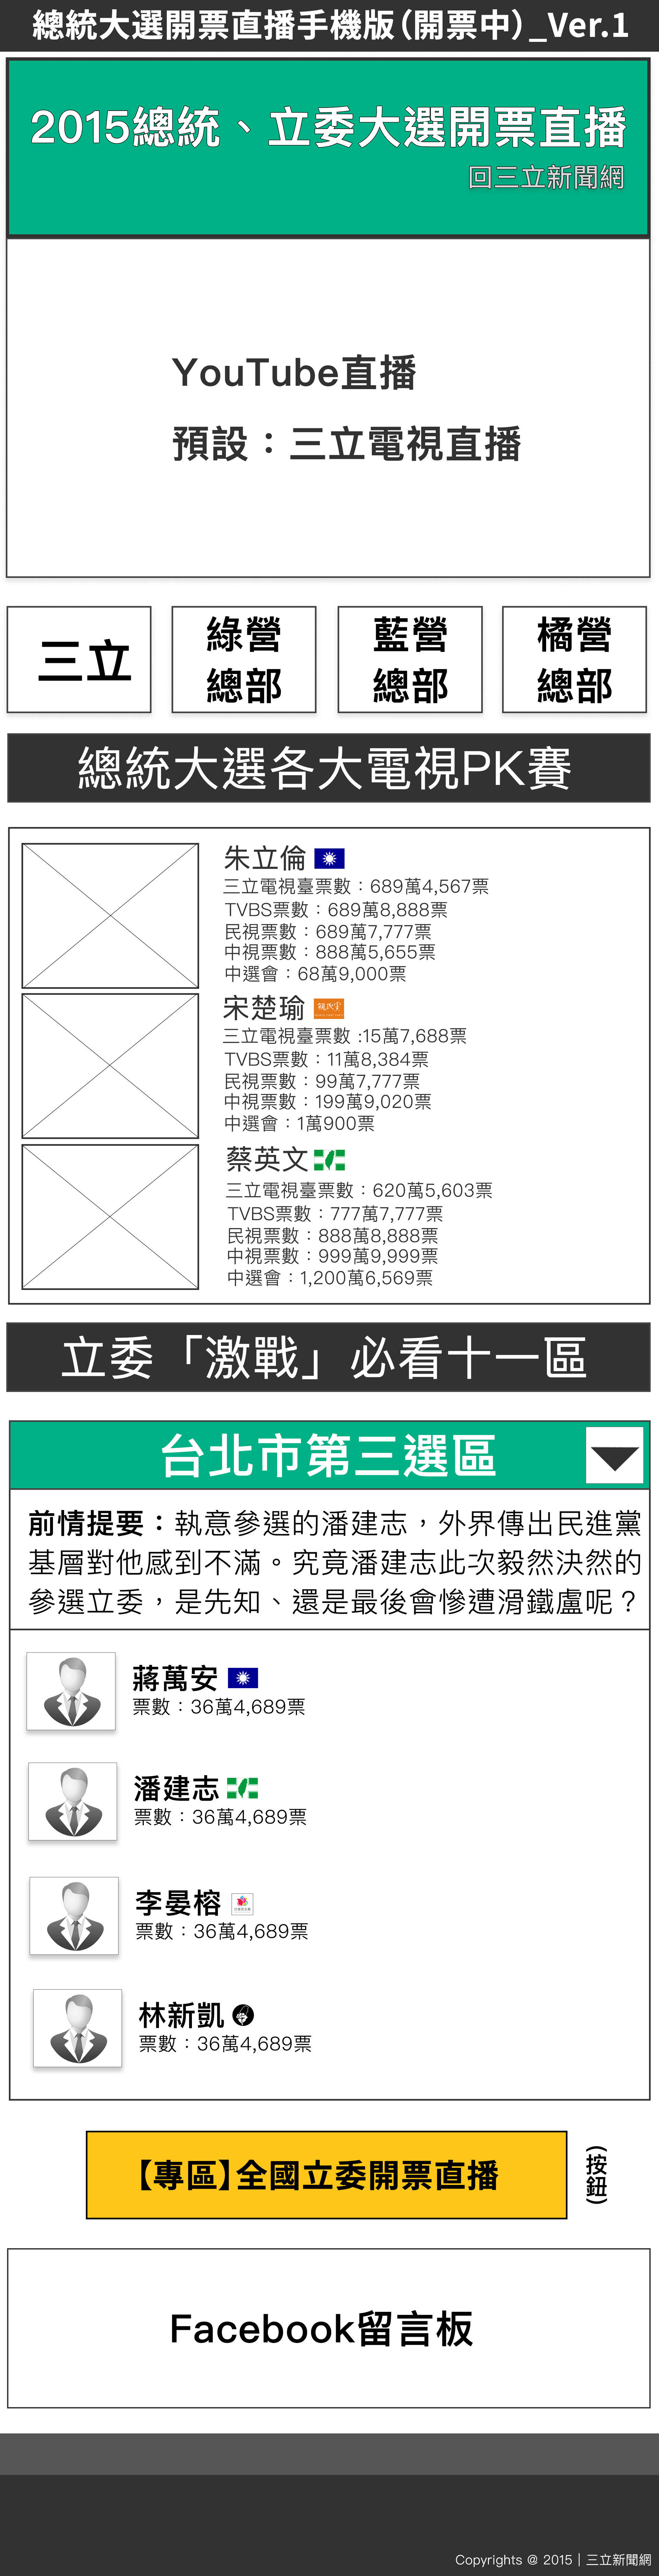 總統大選開票直播手機版(開票中)_Ver.1
2015總統、立委大選開票直播
回三立新聞網
YouTube直播
預設：三立電視直播
三立
綠營
總部
藍營
總部
橘營
總部
總統大選各大電視PK賽
朱立倫
三立電視臺票數：689萬4,567票
TVBS票數：689萬8,888票
民視票數：689萬7,777票
中視票數：888萬5,655票
中選會：68萬9,000票
宋楚瑜
三立電視臺票數 :15萬7,688票
TVBS票數：11萬8,384票
民視票數：99萬7,777票
中視票數：199萬9,020票
中選會：1萬900票
蔡英文
三立電視臺票數：620萬5,603票
TVBS票數：777萬7,777票
民視票數：888萬8,888票
中視票數：999萬9,999票
中選會：1,200萬6,569票
立委「激戰」必看十一區
台北市第三選區
前情提要：執意參選的潘建志，外界傳出民進黨
基層對他感到不滿。究竟潘建志此次毅然決然的
參選立委，是先知、還是最後會慘遭滑鐵盧呢？
蔣萬安
票數：36萬4,689票
潘建志
票數：36萬4,689票
李晏榕
票數：36萬4,689票
林新凱
票數：36萬4,689票
【專區】全國立委開票直播
(按鈕)
Facebook留言板
Copyrights @ 2015 | 三立新聞網